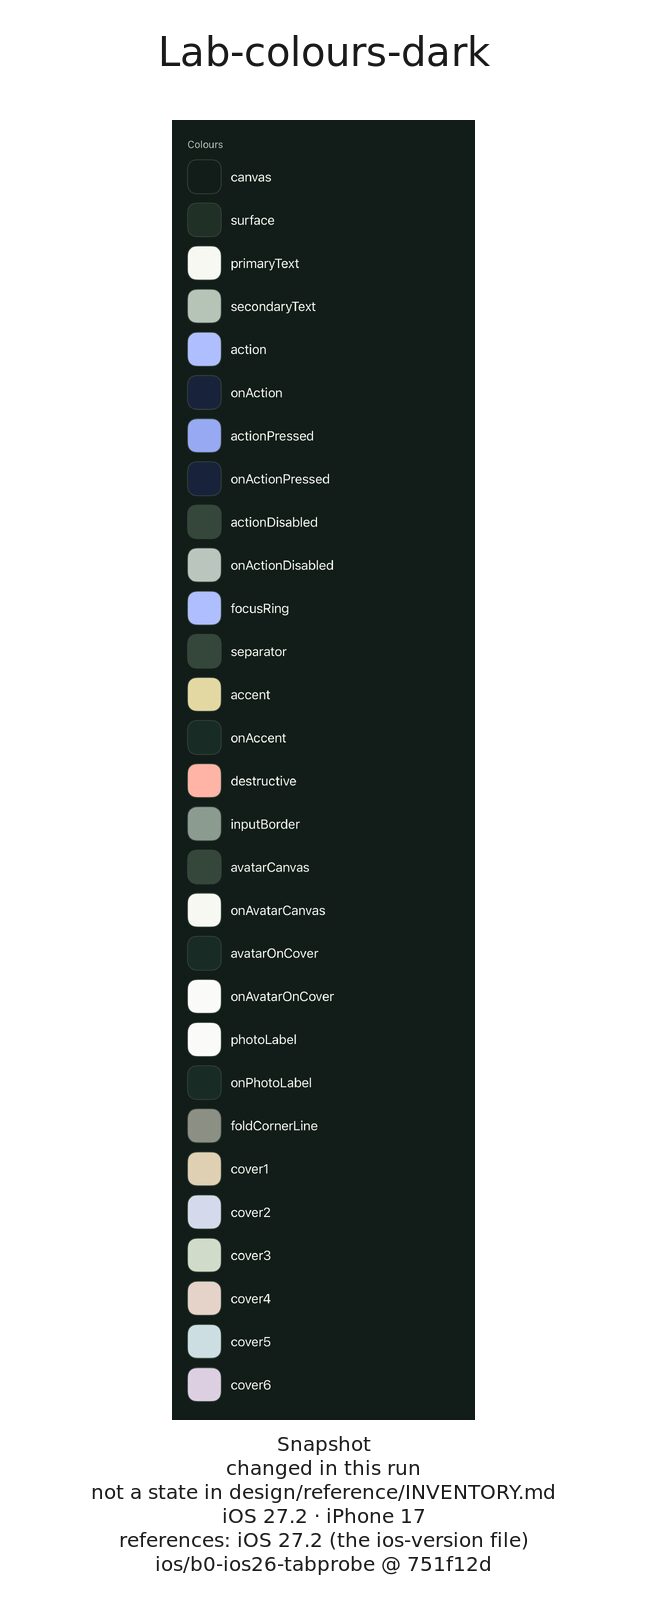 Lab-colours-dark
Colours
canvas
surface
primaryText
secondaryText
action
onAction
actionPressed
onActionPressed
actionDisabled
onActionDisabled
focusRing
separator
accent
onAccent
destructive
inputBorder
avatarCanvas
onAvatarCanvas
avatarOnCover
onAvatarOnCover
photoLabel
onPhotoLabel
foldCornerLine
cover1
cover2
cover3
cover4
cover5
cover6
Snapshot
changed in this run
not a state in design/reference/INVENTORY.md
iOS 27.2 · iPhone 17
references: iOS 27.2 (the ios-version file)
ios/b0-ios26-tabprobe @ 751f12d